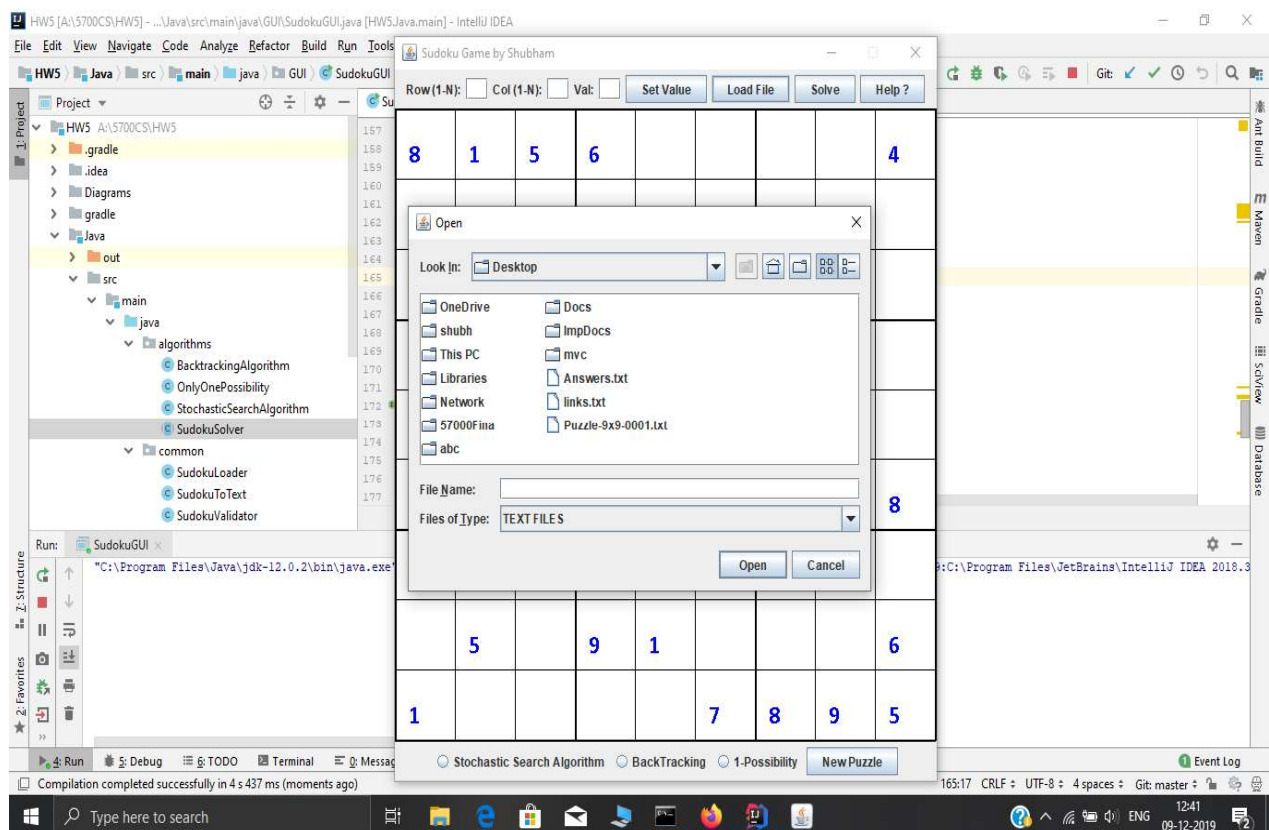 HW5 [A:\5700CS\HW5] - ...\Java\src\main\java\GUI\SudokuGUI.java [HW5.Java.main] - IntelliJ IDEA
File Edit View Navigate Code Analyze Refactor Build Run Tools
HW5 Java src main java GUI SudokuGUI
Git:
1: Project
Project
HW5 A:\5700CS\HW5
.gradle
.idea
Diagrams
gradle
Java
out
src
main
java
algorithms
BacktrackingAlgorithm
OnlyOnePossibility
StochasticSearchAlgorithm
SudokuSolver
common
SudokuLoader
SudokuToText
SudokuValidator
157
158
159
160
161
162
163
164
165
166
167
168
169
170
171
172
173
174
175
176
177
Sudoku Game by Shubham
Row (1-N): Col (1-N): Val: Set Value Load File Solve Help ?
8 1 5 6 4
Open
Look In: Desktop
OneDrive Docs
shubh ImpDocs
This PC mvc
Libraries Answers.txt
Network links.txt
57000Fina Puzzle-9x9-0001.txt
abc
File Name:
Files of Type: TEXT FILES
Open Cancel
8
5 9 1 6
1 7 8 9 5
Stochastic Search Algorithm BackTracking 1-Possibility New Puzzle
Ant Build
Maven
Gradle
SciView
Database
Run: SudokuGUI
"C:\Program Files\Java\jdk-12.0.2\bin\java.exe" :C:\Program Files\JetBrains\IntelliJ IDEA 2018.3
7: Structure
2: Favorites
4: Run 5: Debug 6: TODO Terminal 0: Messag 1 Event Log
Compilation completed successfully in 4 s 437 ms (moments ago) 165:17 CRLF UTF-8 4 spaces Git: master
Type here to search
ENG
12:41
09-12-2019
2